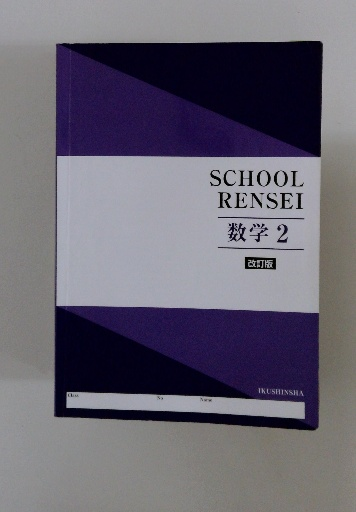 SCHOOL
RENSEI
数学 2
改訂版
IKUSHINSHA
Class No Name